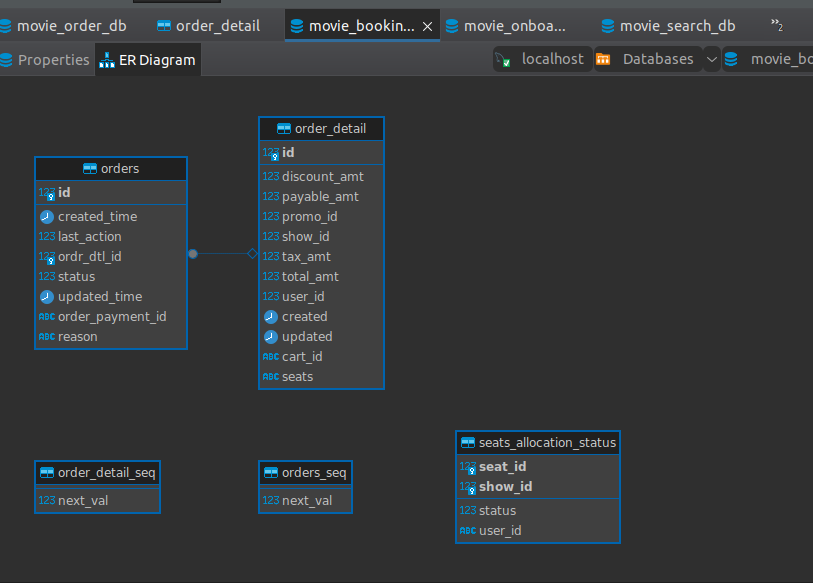 movie_order_db
order_detail
movie_bookin...
movie_onboa...
movie_search_db
»2
Properties
ER Diagram
localhost
Databases
movie_bo
orders
123 id
created_time
123 last_action
123 ordr_dtl_id
123 status
updated_time
ABC order_payment_id
ABC reason
order_detail
123 id
123 discount_amt
123 payable_amt
123 promo_id
123 show_id
123 tax_amt
123 total_amt
123 user_id
created
updated
ABC cart_id
ABC seats
order_detail_seq
123 next_val
orders_seq
123 next_val
seats_allocation_status
123 seat_id
123 show_id
123 status
ABC user_id